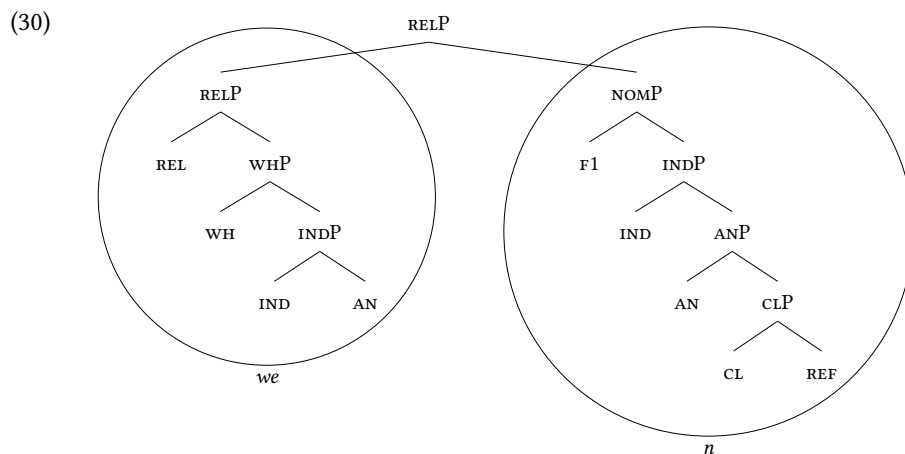 (30)
RELP
RELP NOMP
REL WHP F1 INDP
WH INDP IND ANP
IND AN AN CLP
we CL REF
n